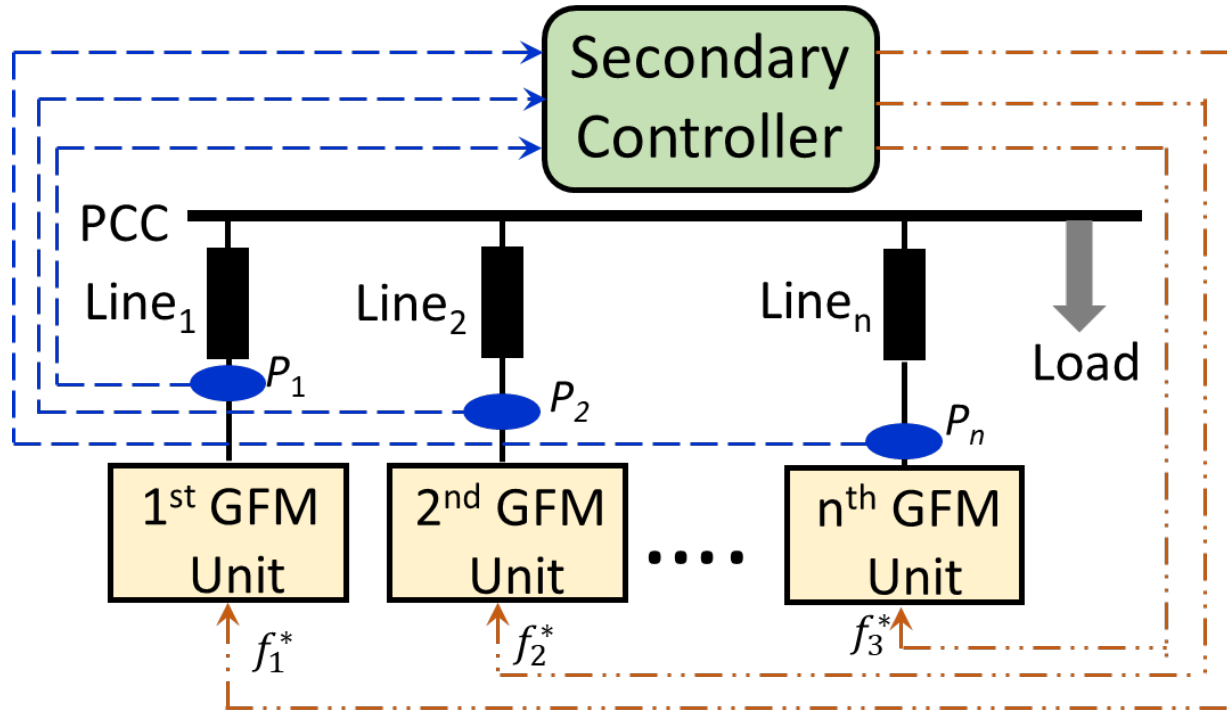 Secondary
Controller
PCC
Line₁
Line₂
Lineₙ
Load
P₁
P₂
Pₙ
1ˢᵗ GFM
Unit
2ⁿᵈ GFM
Unit
....
nᵗʰ GFM
Unit
f₁*
f₂*
f₃*